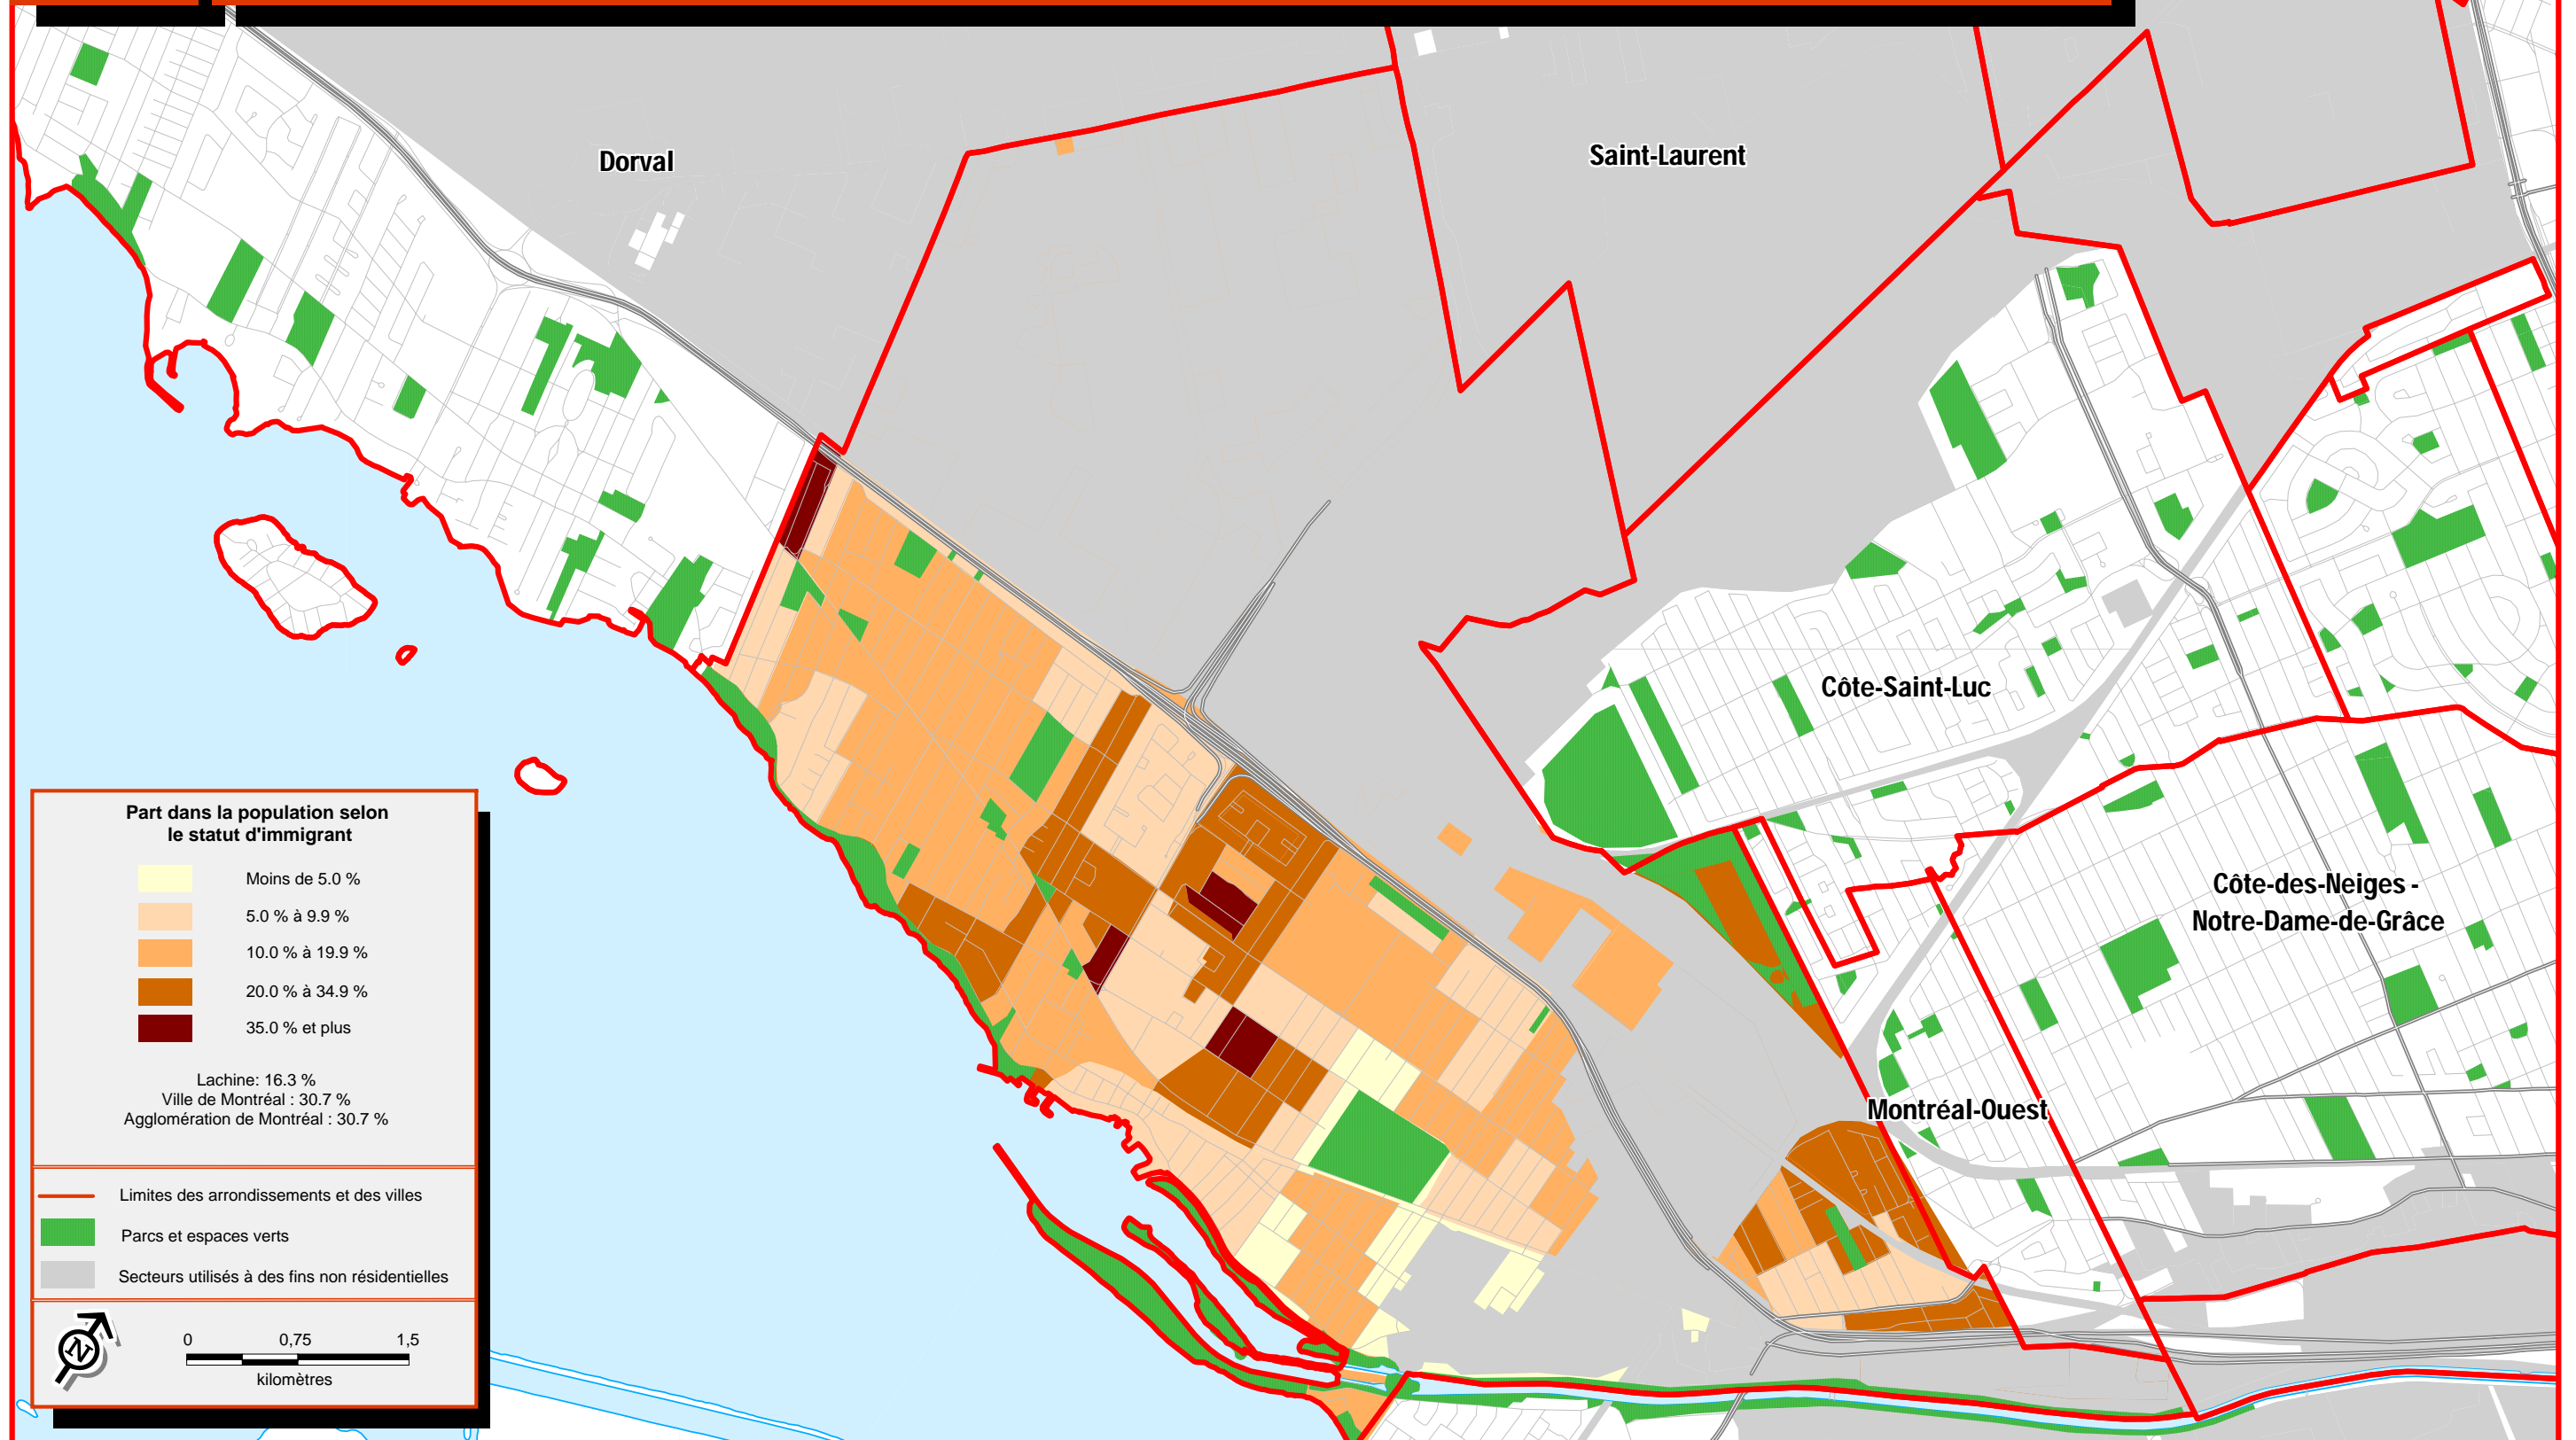 Dorval
Saint-Laurent
Côte-Saint-Luc
Côte-des-Neiges -
Notre-Dame-de-Grâce
Montréal-Ouest
Part dans la population selon
le statut d'immigrant
Moins de 5.0 %
5.0 % à 9.9 %
10.0 % à 19.9 %
20.0 % à 34.9 %
35.0 % et plus
Lachine: 16.3 %
Ville de Montréal : 30.7 %
Agglomération de Montréal : 30.7 %
Limites des arrondissements et des villes
Parcs et espaces verts
Secteurs utilisés à des fins non résidentielles
N
0 0,75 1,5
kilomètres